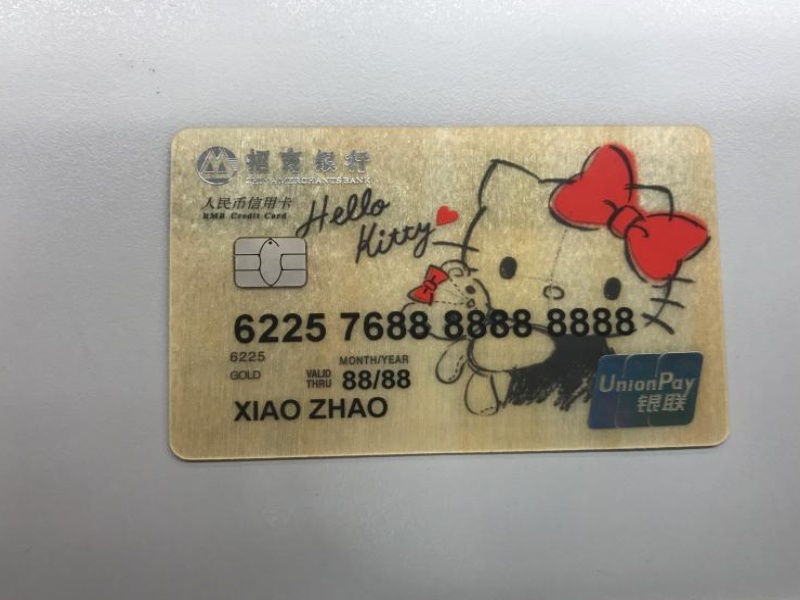 招商银行
CHINA MERCHANTS BANK
人民币信用卡
RMB Credit Card
Hello
Kitty
6225 7688 8888 8888
6225
GOLD
MONTH/YEAR
VALID
THRU
88/88
XIAO ZHAO
UnionPay
银联